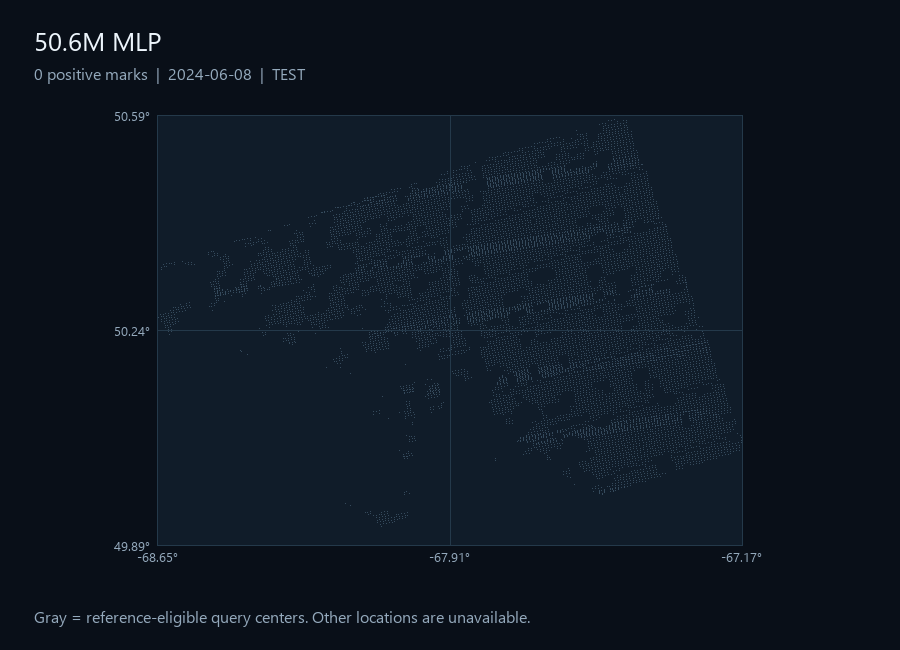 50.6M MLP
0 positive marks | 2024-06-08 | TEST
50.59°
50.24°
49.89°
-68.65°
-67.91°
-67.17°
Gray = reference-eligible query centers. Other locations are unavailable.